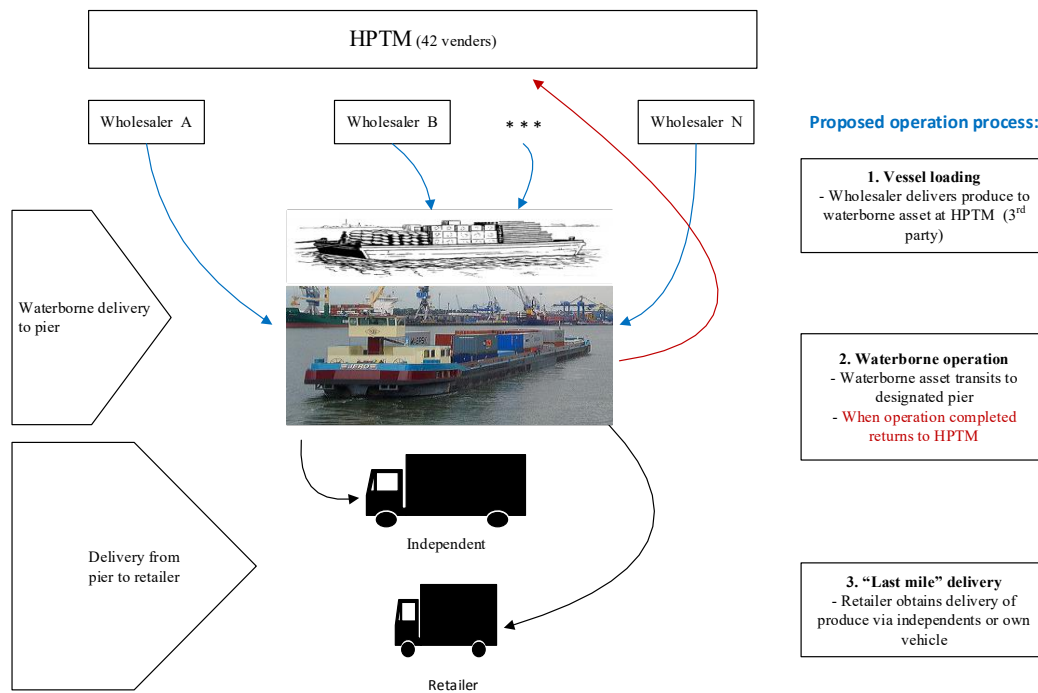 HPTM (42 venders)
Wholesaler A
Wholesaler B
* * *
Wholesaler N
Proposed operation process:
1. Vessel loading
- Wholesaler delivers produce to
waterborne asset at HPTM (3rd
party)
Waterborne delivery
to pier
2. Waterborne operation
- Waterborne asset transits to
designated pier
- When operation completed
returns to HPTM
Delivery from
pier to retailer
Independent
3. “Last mile” delivery
- Retailer obtains delivery of
produce via independents or own
vehicle
Retailer